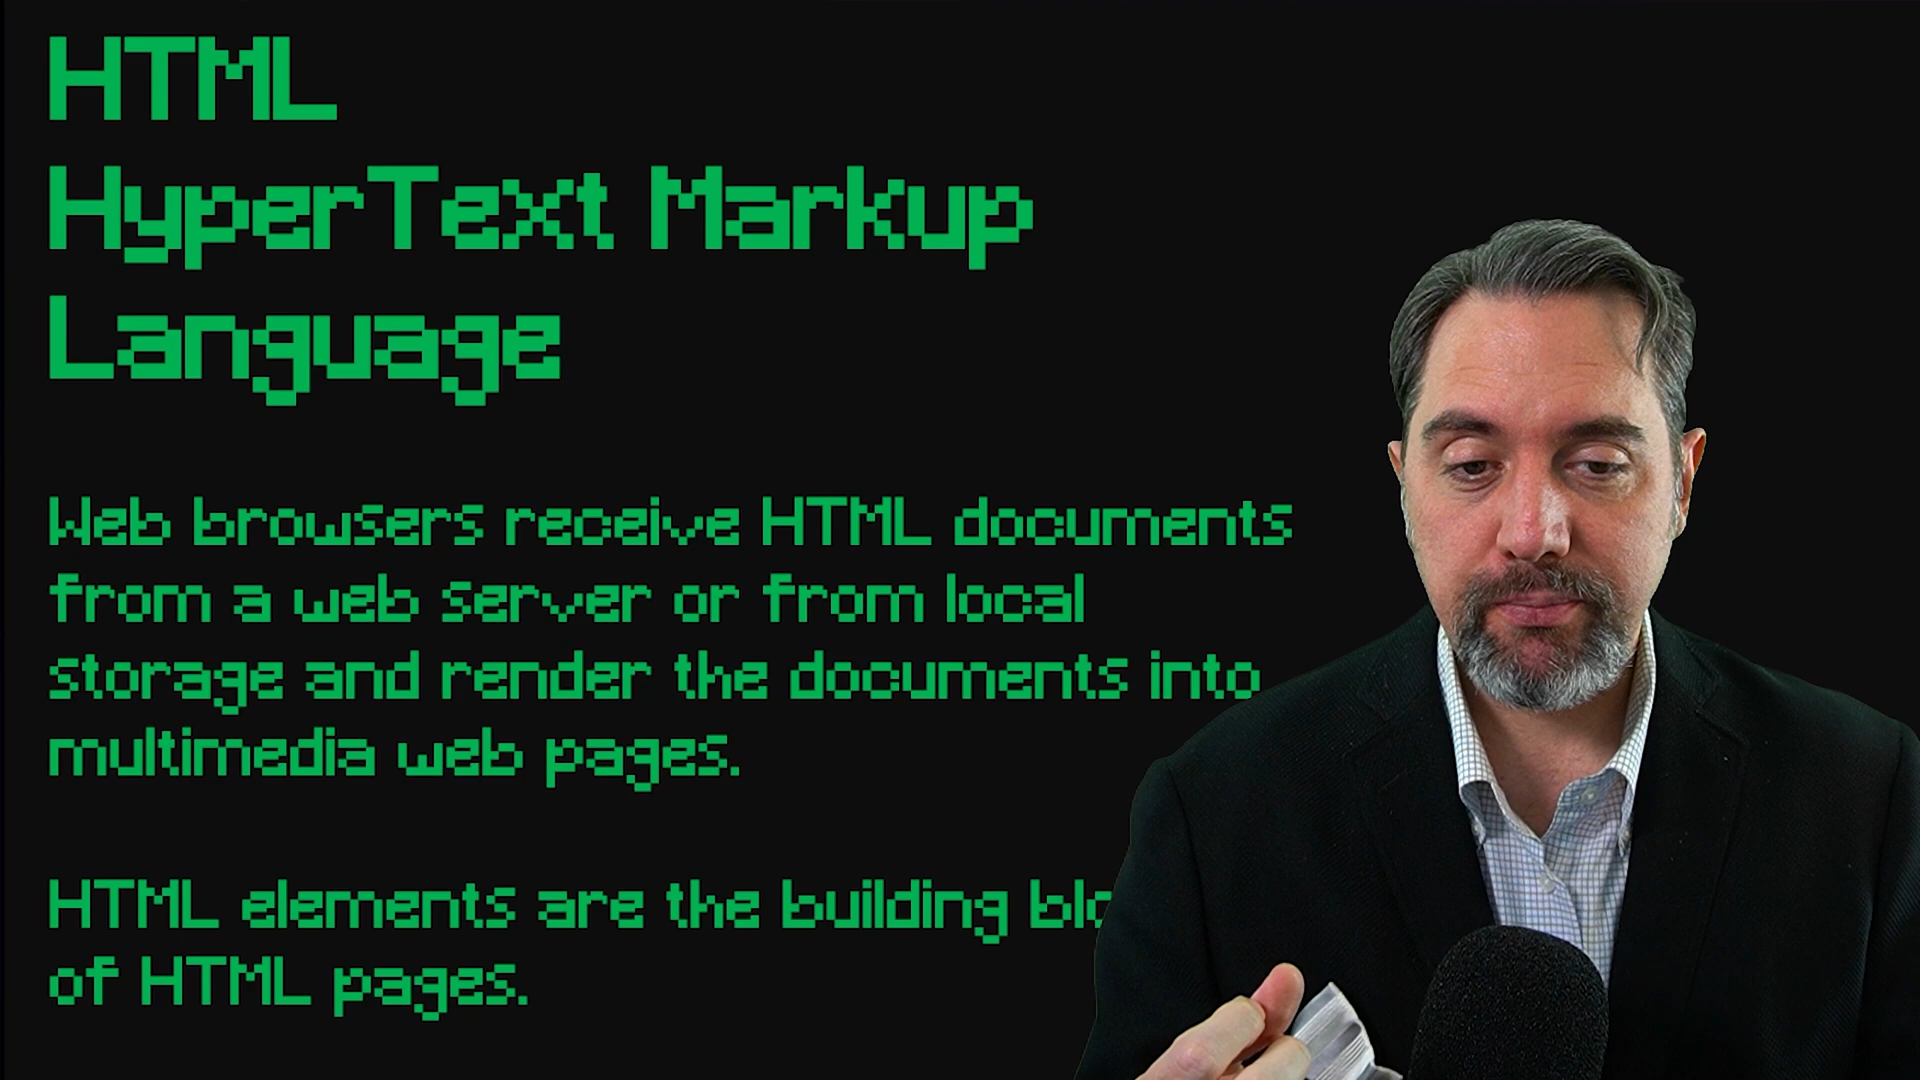 HTML
HyperText Markup
Language
Web browsers receive HTML documents
from a web server or from local
storage and render the documents into
multimedia web pages.
HTML elements are the building
of HTML pages.